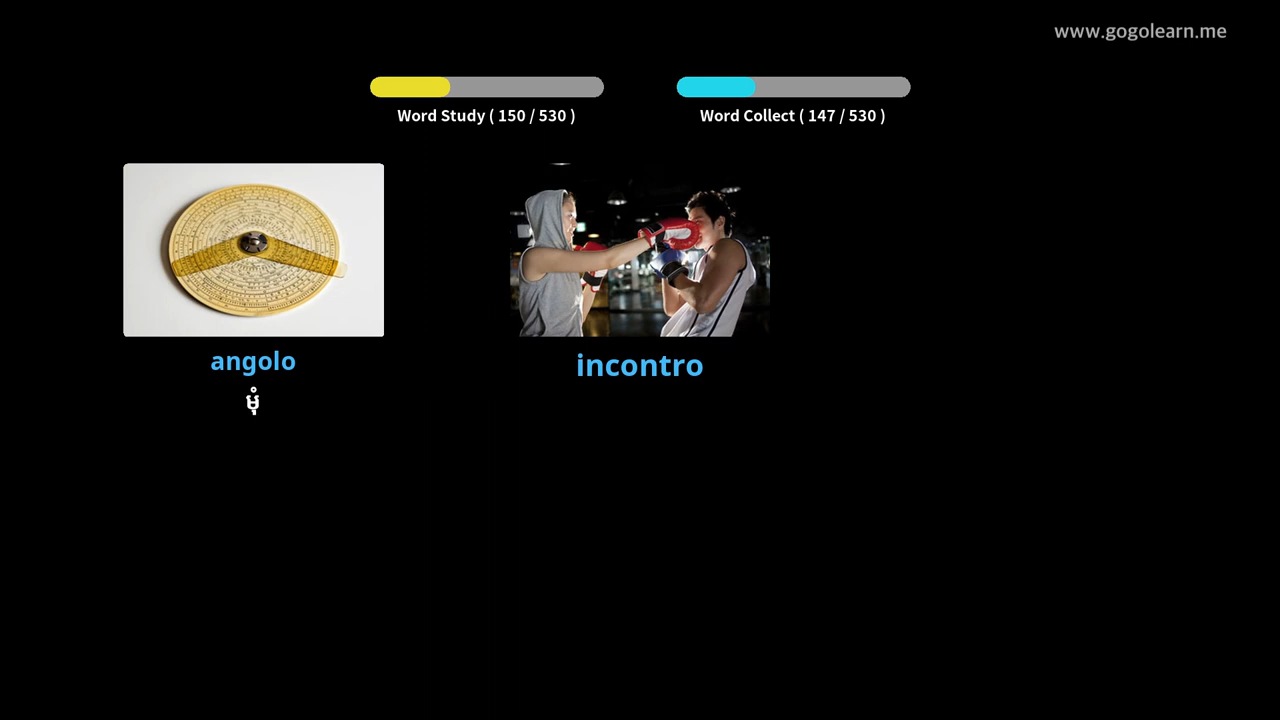 www.gogolearn.me
Word Study ( 150 / 530 )
Word Collect ( 147 / 530 )
angolo
incontro
មុំ